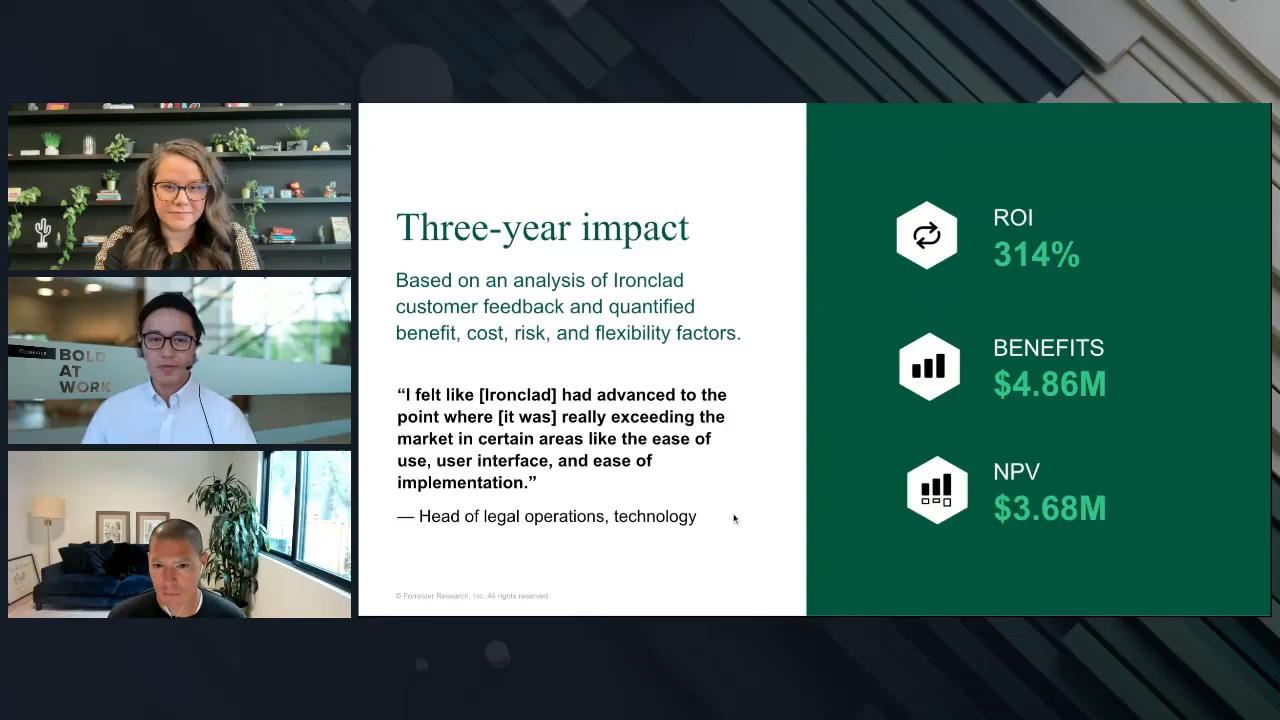 BOLD
AT
WORK
Three-year impact
Based on an analysis of Ironclad
customer feedback and quantified
benefit, cost, risk, and flexibility factors.
“I felt like [Ironclad] had advanced to the
point where [it was] really exceeding the
market in certain areas like the ease of
use, user interface, and ease of
implementation.”
— Head of legal operations, technology
© Forrester Research, Inc. All rights reserved.
ROI
314%
BENEFITS
$4.86M
NPV
$3.68M